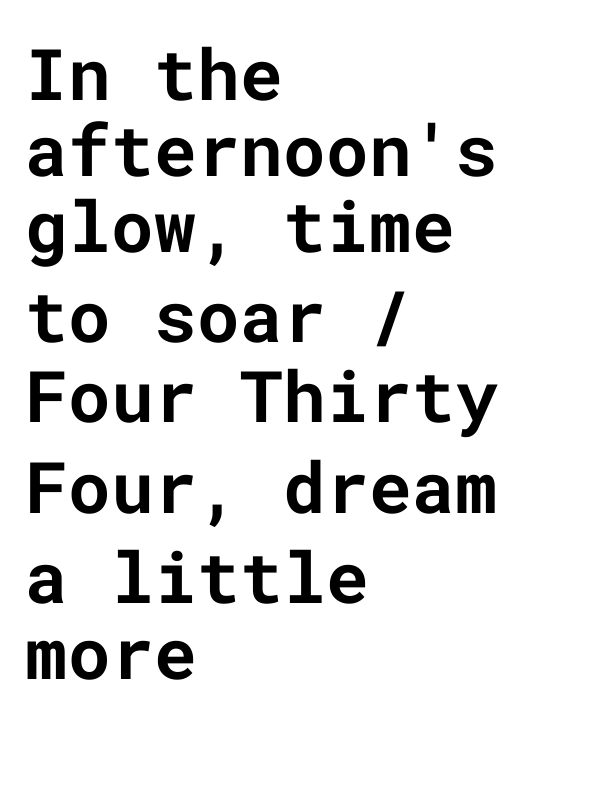 In the
afternoon's
glow, time
to soar /
Four Thirty
Four, dream
a little
more